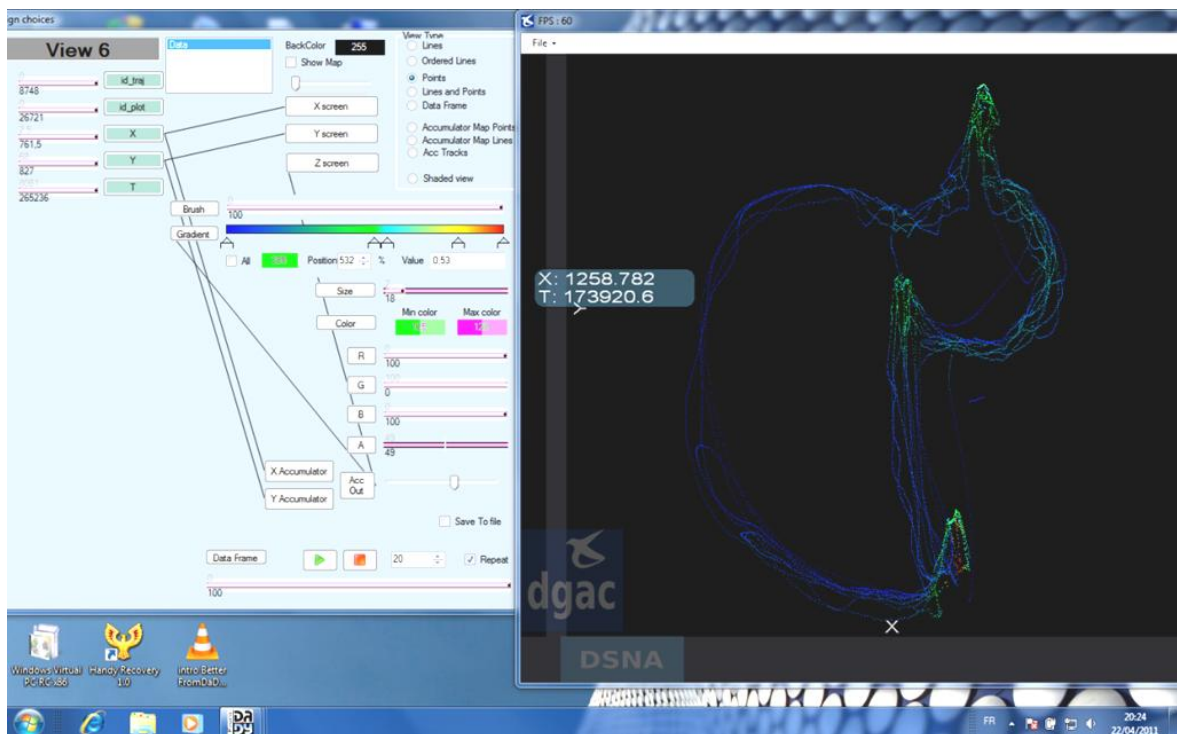 gn choices
View 6
id_traj
8748
id_plot
26721
X
761,5
Y
827
T
265236
Data
BackColor 255
Show Map
X screen
Y screen
Z screen
View Type
Lines
Ordered Lines
Points
Lines and Points
Data Frame
Accumulator Map Points
Accumulator Map Lines
Acc Tracks
Shaded view
Brush
100
Gradient
All Position 532 % Value 0.53
Size
18
Color
Min color Max color
R
100
G
0
B
100
A
49
X Accumulator
Y Accumulator
Acc
Out
Save To file
Data Frame 20 Repeat
100
FPS : 60
File
X: 1258.782
T: 173920.6
Y
X
dgac
DSNA
Windows Virtual
Handy Recovery
1.0
intro Better
FromDaD...
FR
20:24
22/04/2011